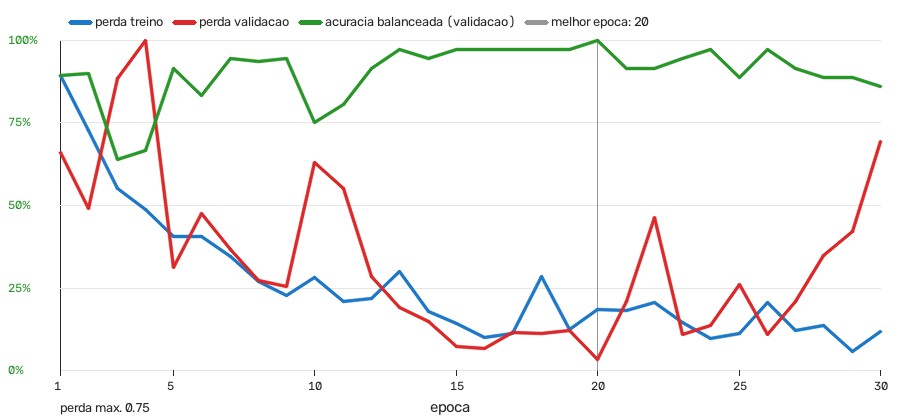 perda treino perda validacao acuracia balanceada (validacao) melhor epoca: 20
100%
75%
50%
25%
0%
1 5 10 15 20 25 30
perda max. 0.75 epoca